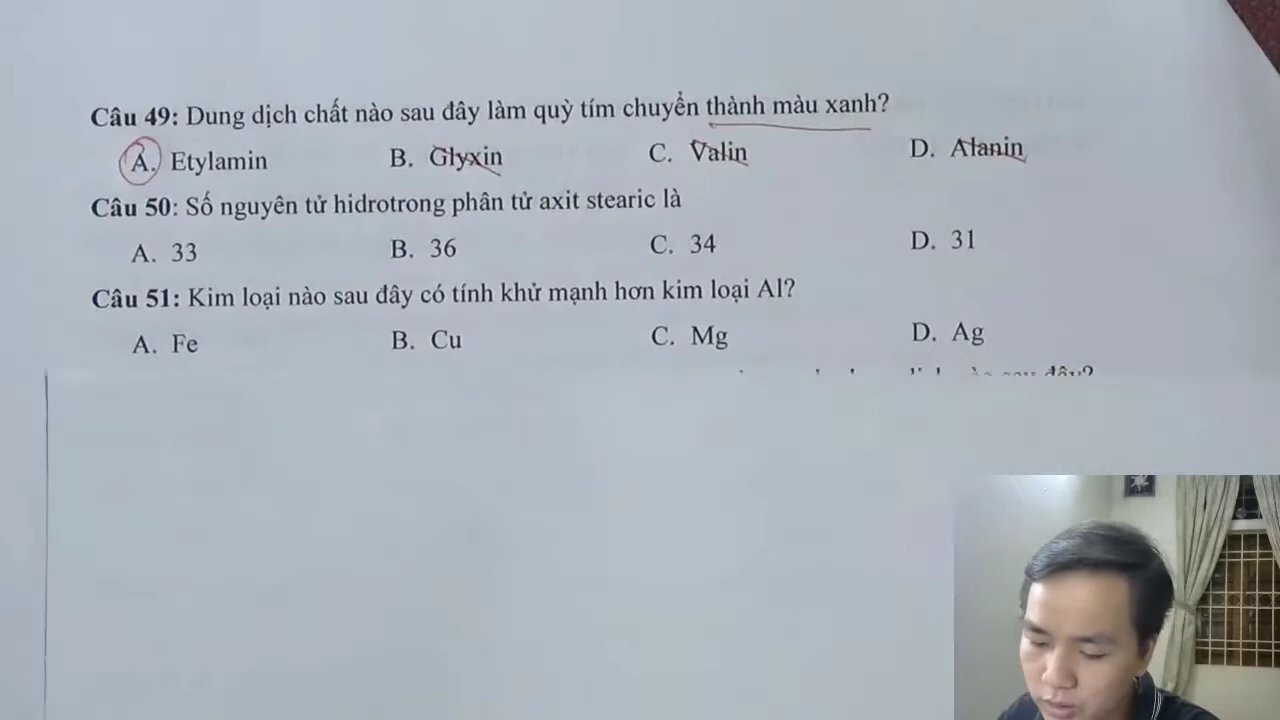 Câu 49: Dung dịch chất nào sau đây làm quỳ tím chuyển thành màu xanh?
A. Etylamin B. Glyxin C. Valin D. Alanin
Câu 50: Số nguyên tử hidrotrong phân tử axit stearic là
A. 33 B. 36 C. 34 D. 31
Câu 51: Kim loại nào sau đây có tính khử mạnh hơn kim loại Al?
A. Fe B. Cu C. Mg D. Ag
đây?